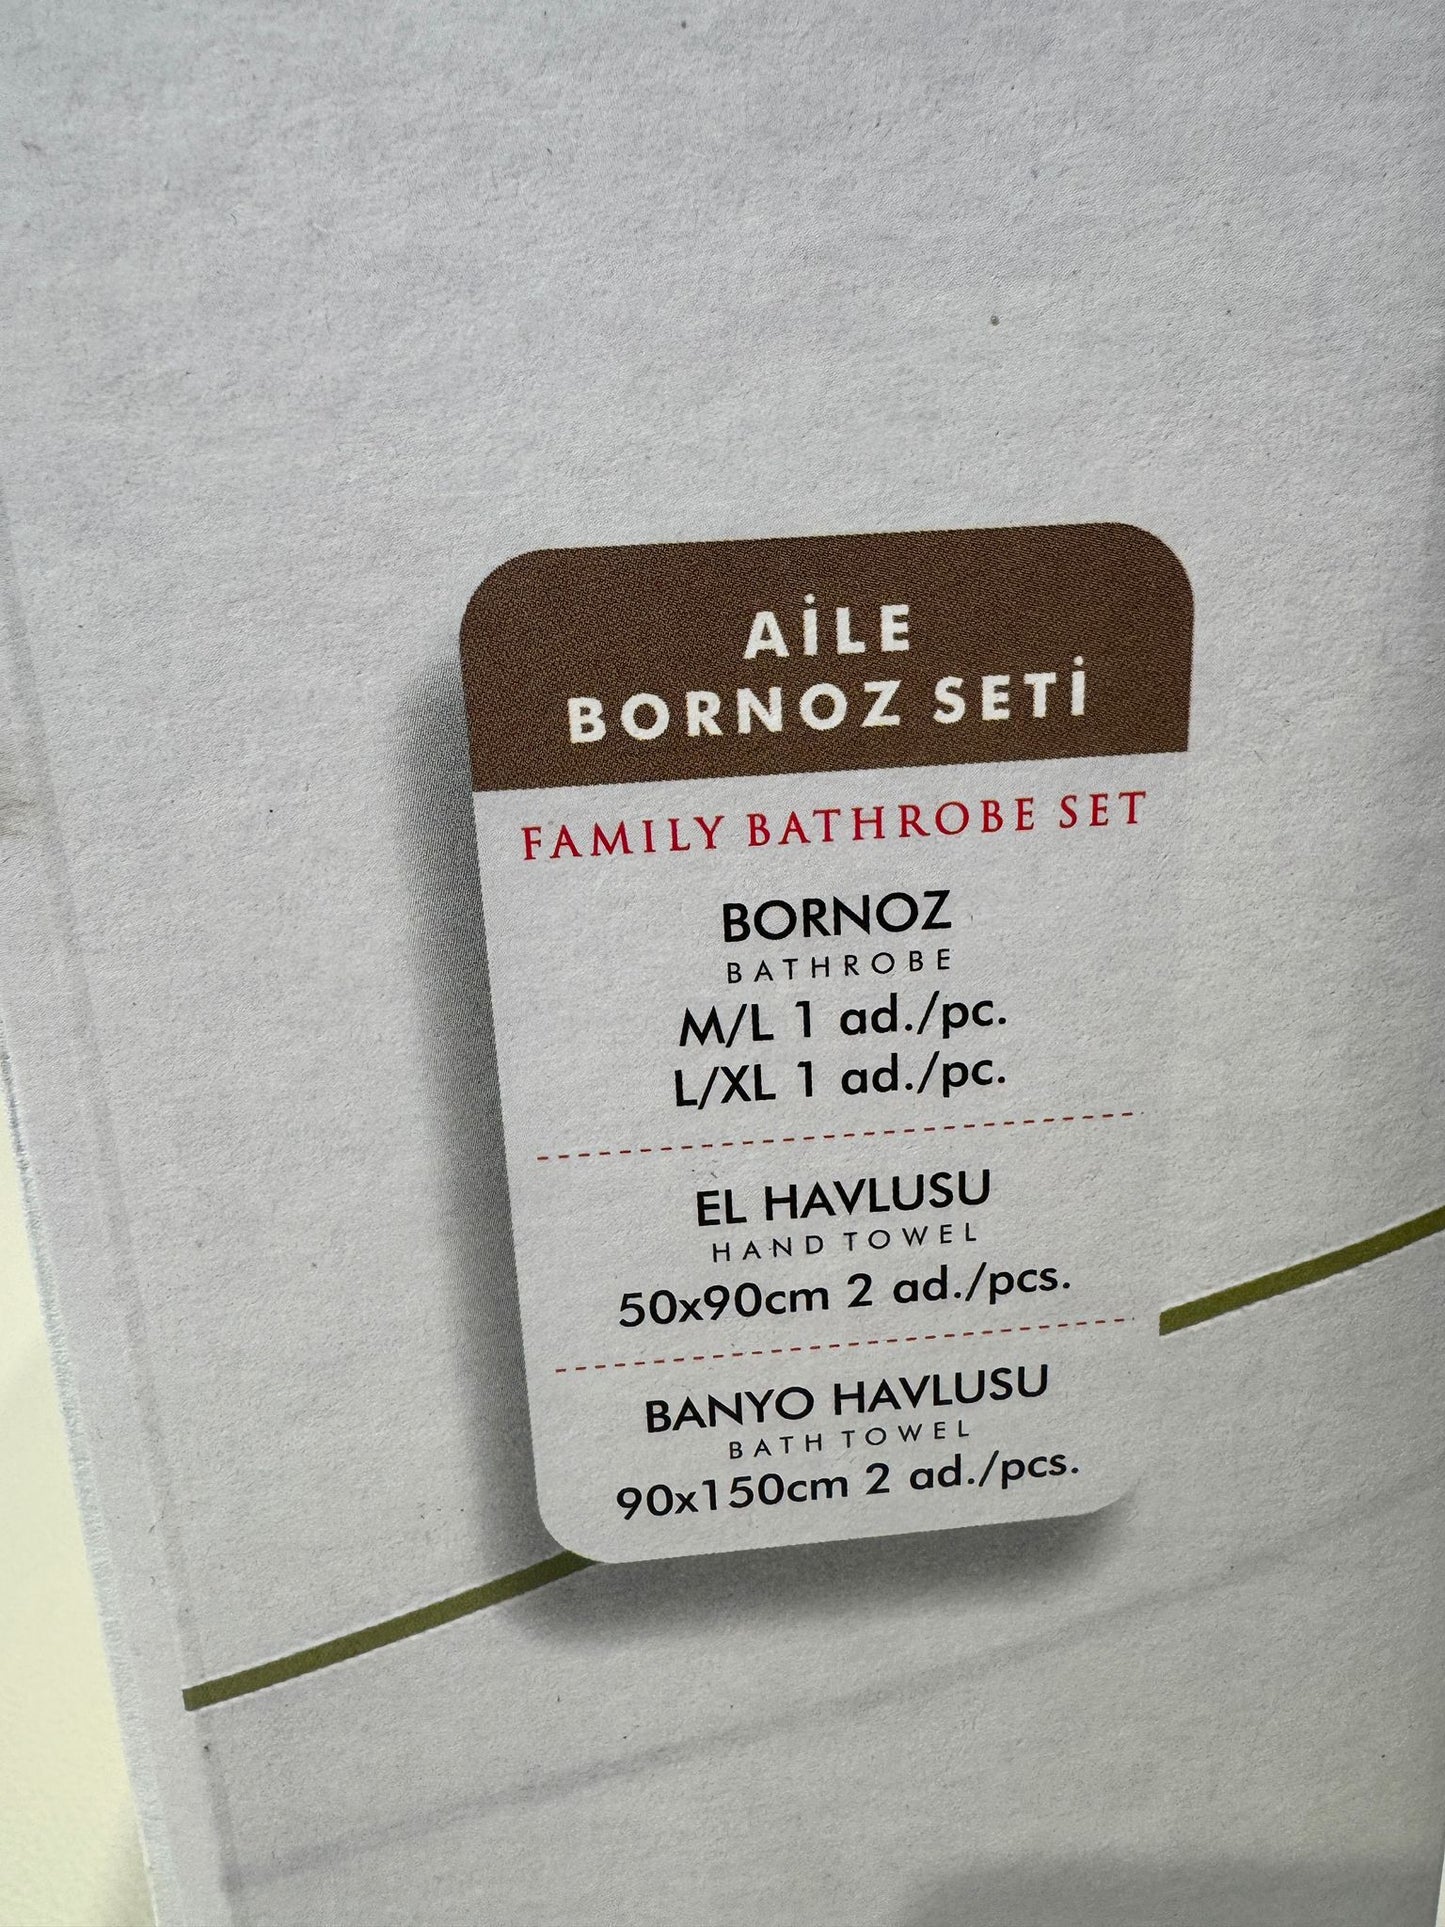 AİLE
BORNOZ SETİ
FAMILY BATHROBE SET
BORNOZ
BATHROBE
M/L 1 ad./pc.
L/XL 1 ad./pc.
EL HAVLUSU
HAND TOWEL
50x90cm 2 ad./pcs.
BANYO HAVLUSU
BATH TOWEL
90x150cm 2 ad./pcs.